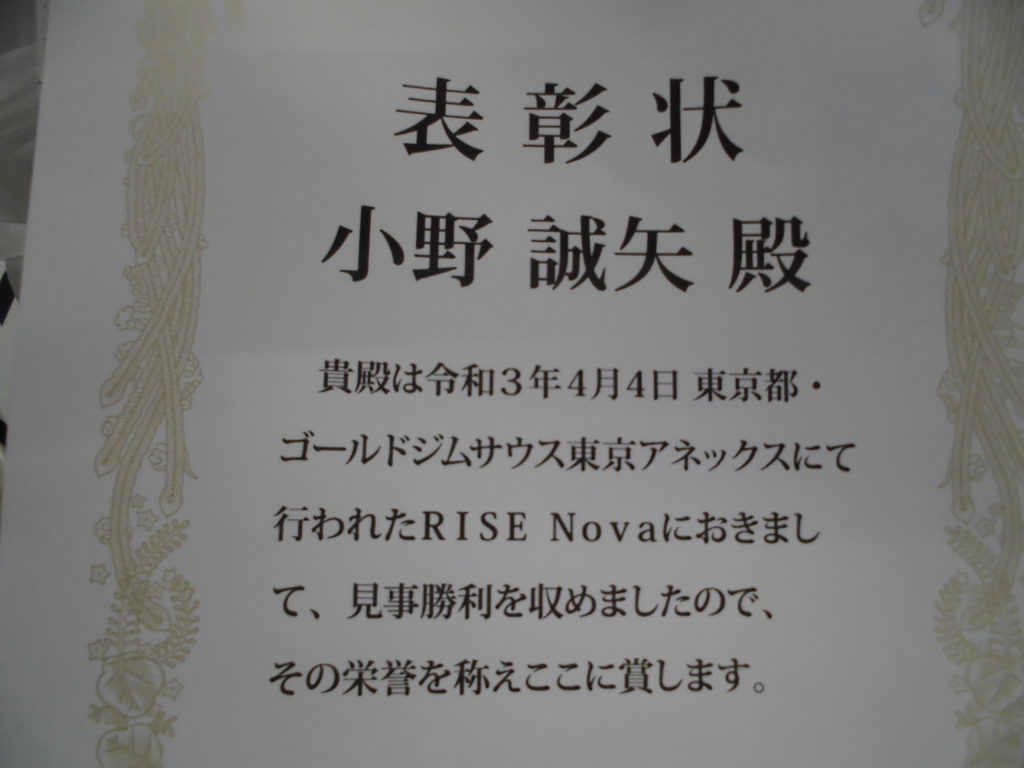 表彰状
小野 誠矢 殿
貴殿は令和３年４月４日 東京都・
ゴールドジムサウス東京アネックスにて
行われたＲＩＳＥ Ｎｏｖａにおきまし
て、見事勝利を収めましたので、
その栄誉を称えここに賞します。